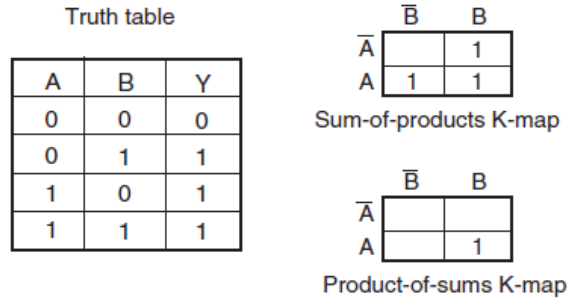 Truth table
A B Y
0 0 0
0 1 1
1 0 1
1 1 1
B̅ B
A̅ 1
A 1 1
Sum-of-products K-map
B̅ B
A̅
A 1
Product-of-sums K-map